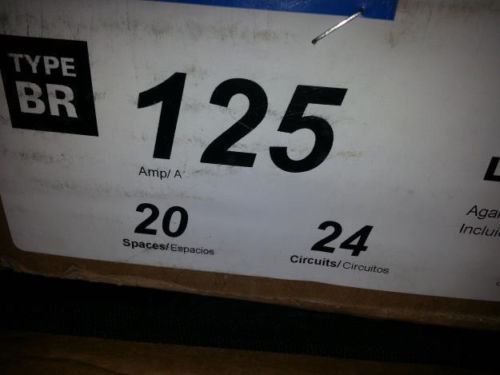 TYPE
BR
125
Amp/ A
20
Spaces/Espacios
24
Circuits/Circuitos